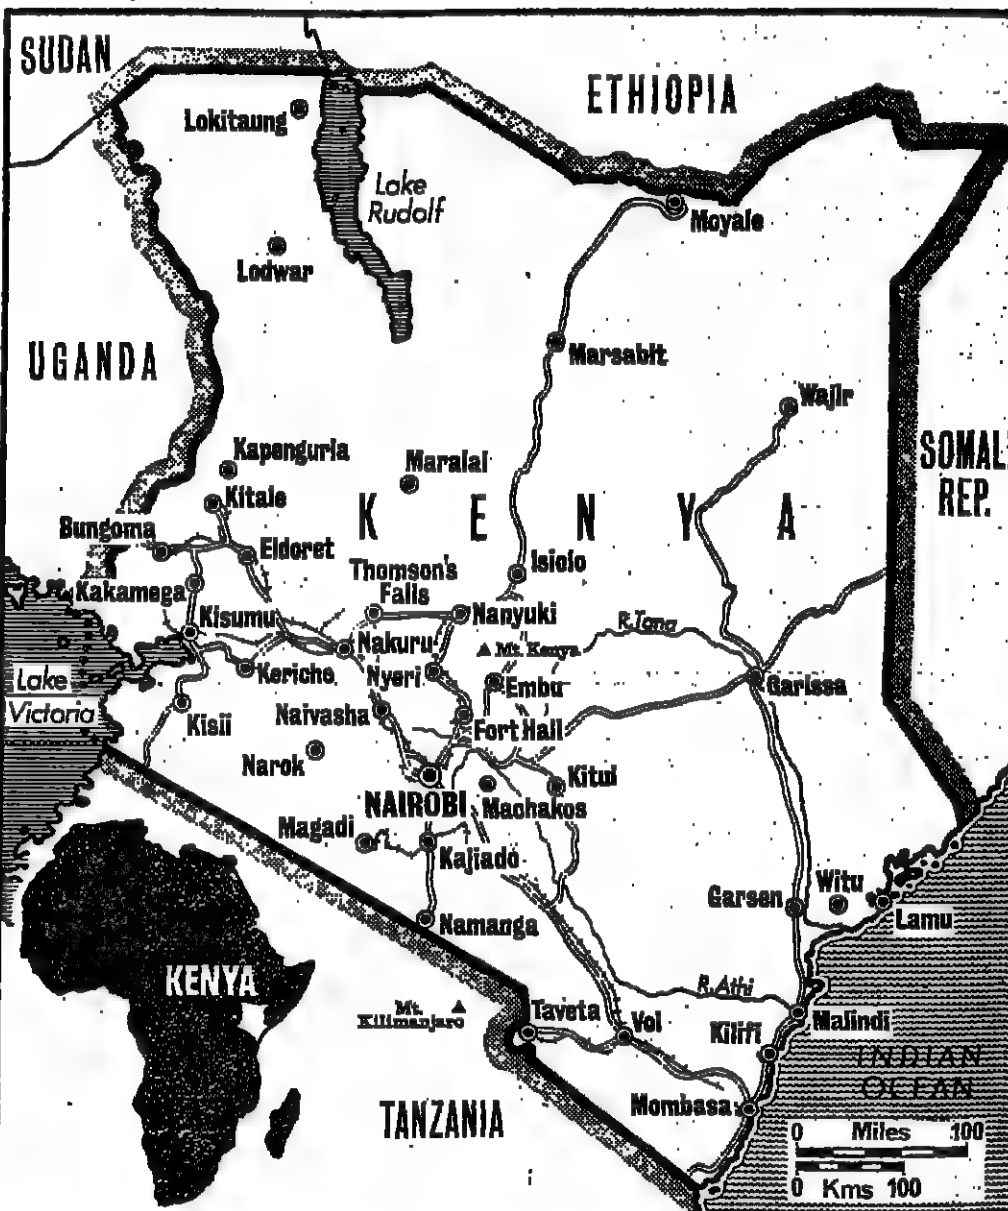 SUDAN
ETHIOPIA
Lokitaung
Lake
Rudolf
Moyale
Lodwar
UGANDA
Marsabit
Wajir
SOMALI
REP.
Kapenguria
Maralal
Kitale
KENYA
Bungoma
Eldoret
Isiolo
Thomson's
Falls
Kakamega
Kisumu
Nanyuki
R.Tana
Nakuru
Mt. Kenya
Lake
Victoria
Kericho
Nyeri
Embu
Garissa
Kisii
Naivasha
Fort Hall
Narok
Kitui
NAIROBI
Machakos
Magadi
Kajiado
Witu
Garsen
Lamu
Namanga
KENYA
R.Athi
Mt.
Kilimanjaro
Taveta
Voi
Malindi
Kilifi
INDIAN
OCEAN
Mombasa
TANZANIA
0 Miles 100
0 Kms 100